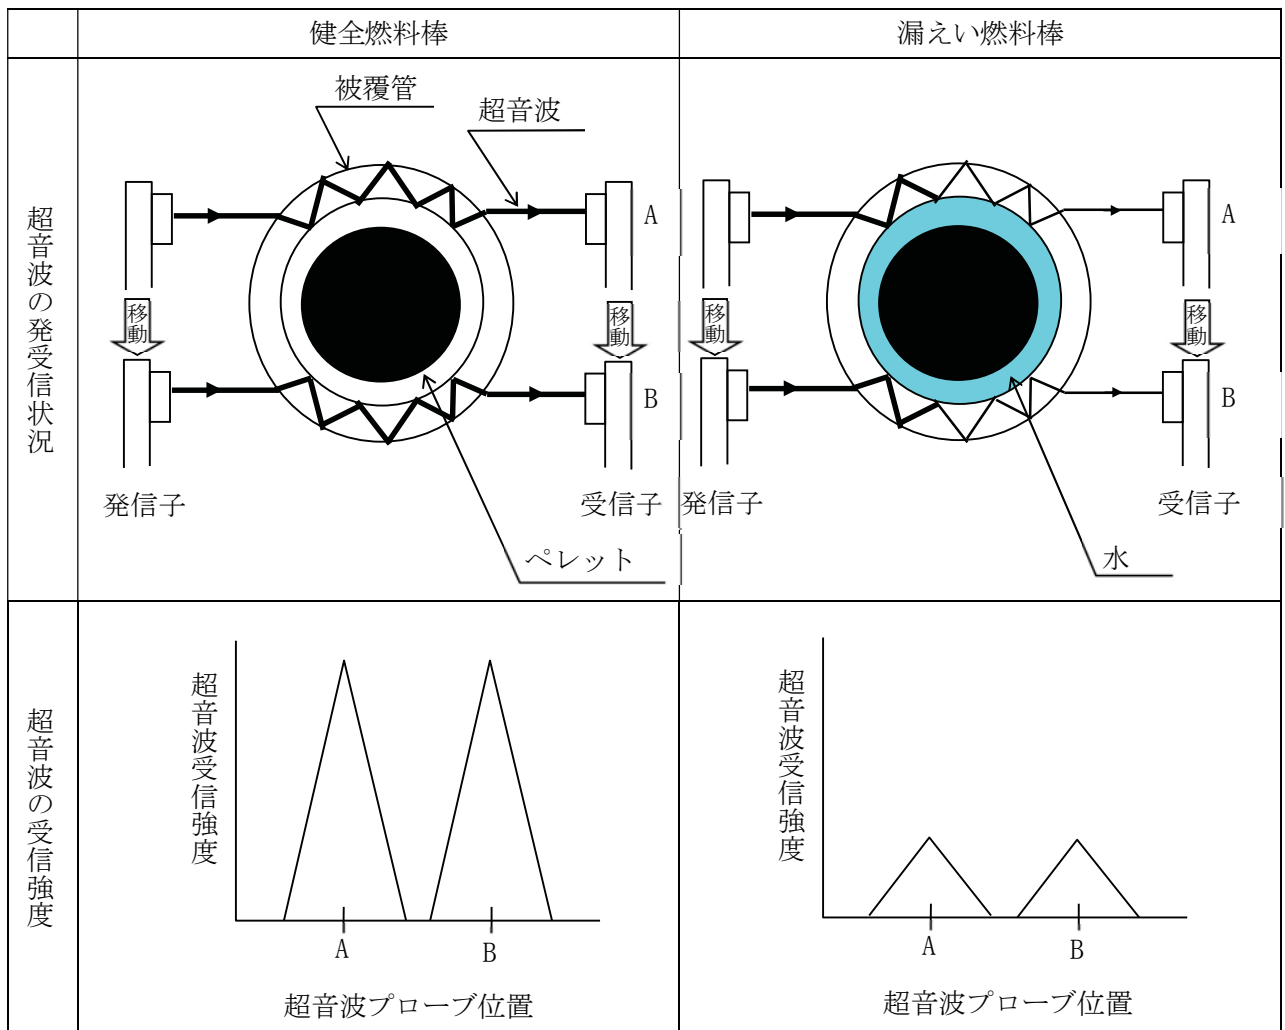 健全燃料棒
漏えい燃料棒
超音波の発受信状況
被覆管
超音波
A
移動
B
発信子
受信子
ペレット
A
移動
移動
移動
B
発信子
受信子
水
超音波の受信強度
超音波受信強度
A
B
超音波プローブ位置
超音波受信強度
A
B
超音波プローブ位置